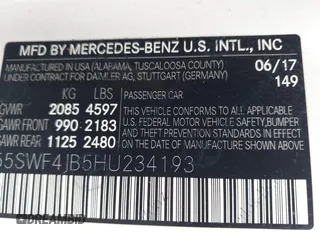 MFD BY MERCEDES-BENZ U.S. INTL., INC
MANUFACTURED IN USA (ALABAMA, TUSCALOOSA COUNTY)
UNDER CONTRACT FOR DAIMLER AG, STUTTGART (GERMANY)
06/17
149
KG LBS
PASSENGER CAR
GVWR 2085 4597
GAWR FRONT 990 2183
GAWR REAR 1125 2480
THIS VEHICLE CONFORMS TO ALL APPLICABLE
U.S. FEDERAL MOTOR VEHICLE SAFETY,
BUMPER, AND THEFT PREVENTION
STANDARDS IN EFFECT ON THE DATE OF
MANUFACTURE SHOWN ABOVE.
55SWF4JB5HU234193
DREAMBID